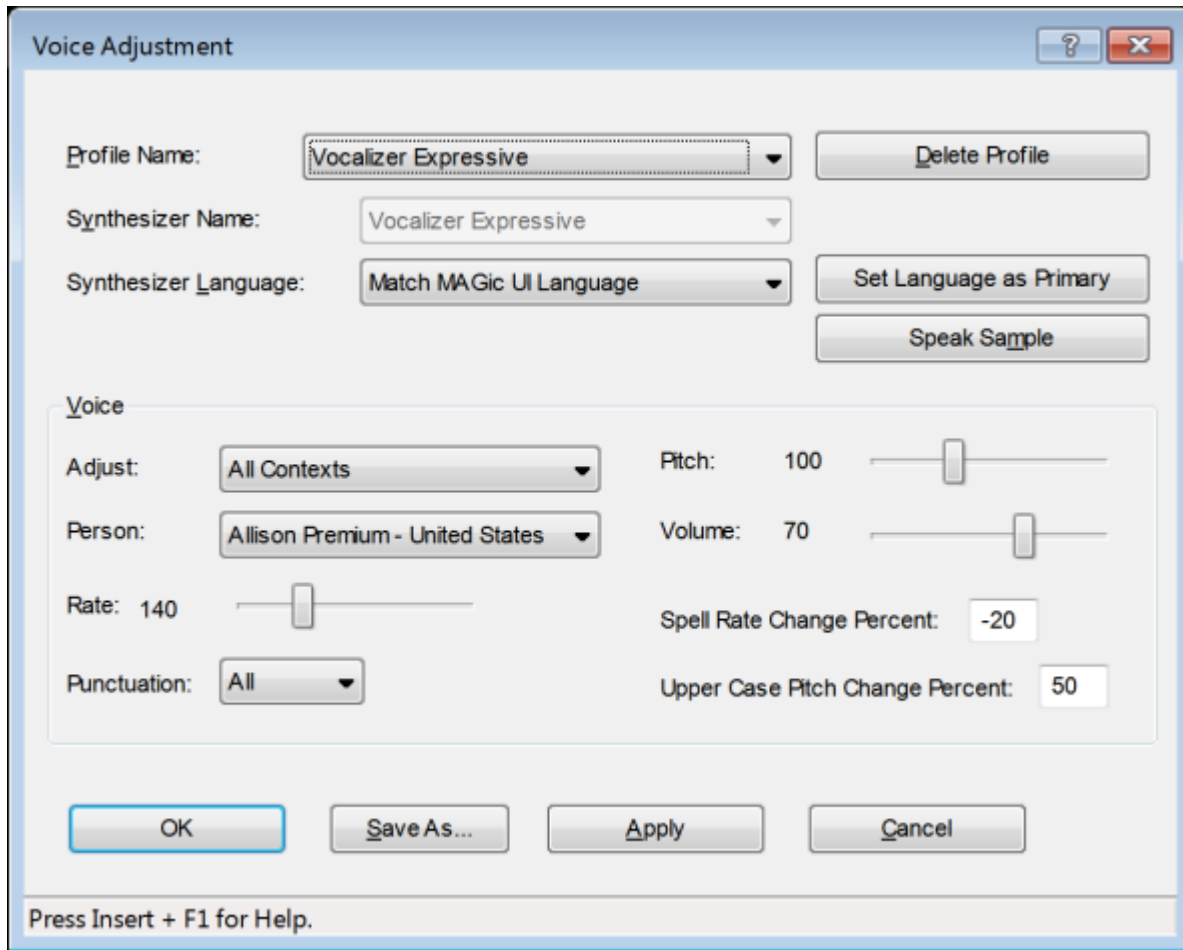 Voice Adjustment
Profile Name: Vocalizer Expressive Delete Profile
Synthesizer Name: Vocalizer Expressive
Synthesizer Language: Match MAGic UI Language Set Language as Primary
Speak Sample
Voice
Adjust: All Contexts Pitch: 100
Person: Allison Premium - United States Volume: 70
Rate: 140 Spell Rate Change Percent: -20
Punctuation: All Upper Case Pitch Change Percent: 50
OK Save As... Apply Cancel
Press Insert + F1 for Help.